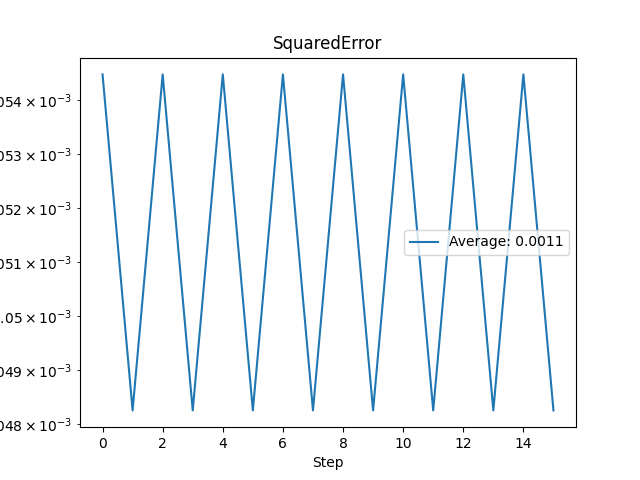 SquaredError
054 × 10⁻³
053 × 10⁻³
052 × 10⁻³
051 × 10⁻³
.05 × 10⁻³
049 × 10⁻³
048 × 10⁻³
Average: 0.0011
0 2 4 6 8 10 12 14
Step